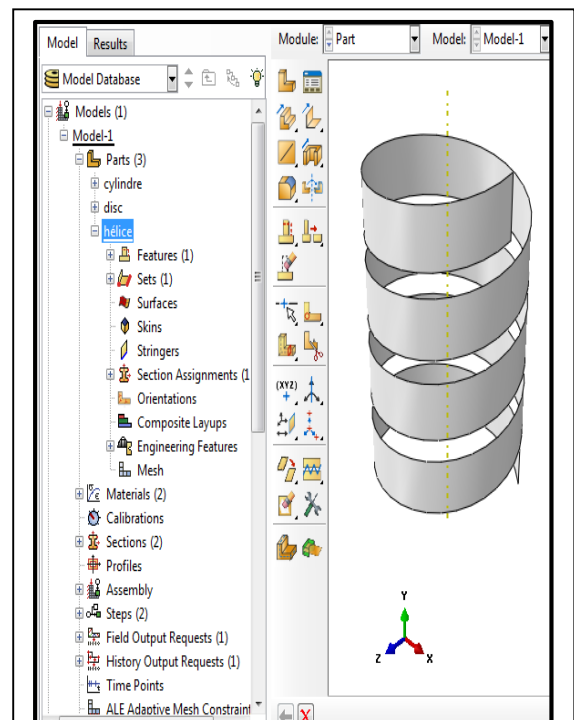 Model Results
Module: Part Model: Model-1
Model Database
Models (1)
Model-1
Parts (3)
cylindre
disc
hélice
Features (1)
Sets (1)
Surfaces
Skins
Stringers
Section Assignments (1
Orientations
Composite Layups
Engineering Features
Mesh
Materials (2)
Calibrations
Sections (2)
Profiles
Assembly
Steps (2)
Field Output Requests (1)
History Output Requests (1)
Time Points
ALE Adaptive Mesh Constraint
(XYZ)
Y
Z X